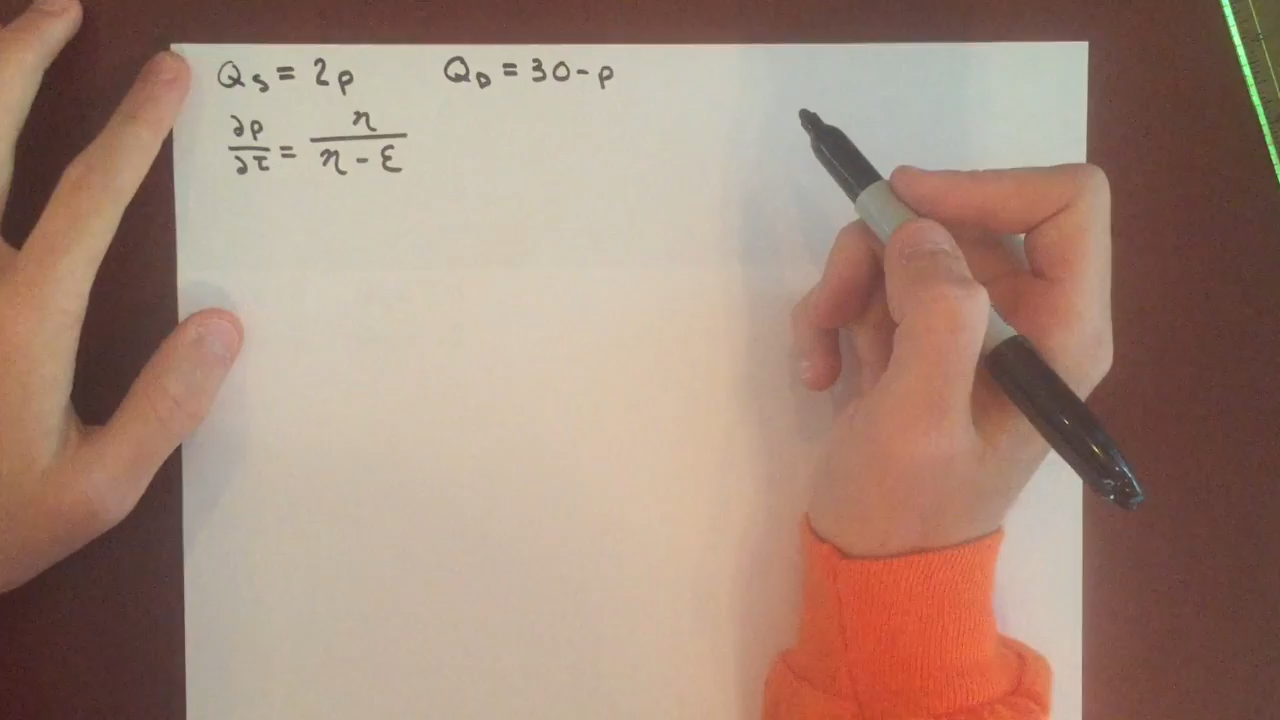 Qs = 2p    QD = 30-p
∂p/∂τ = η/(η - ε)